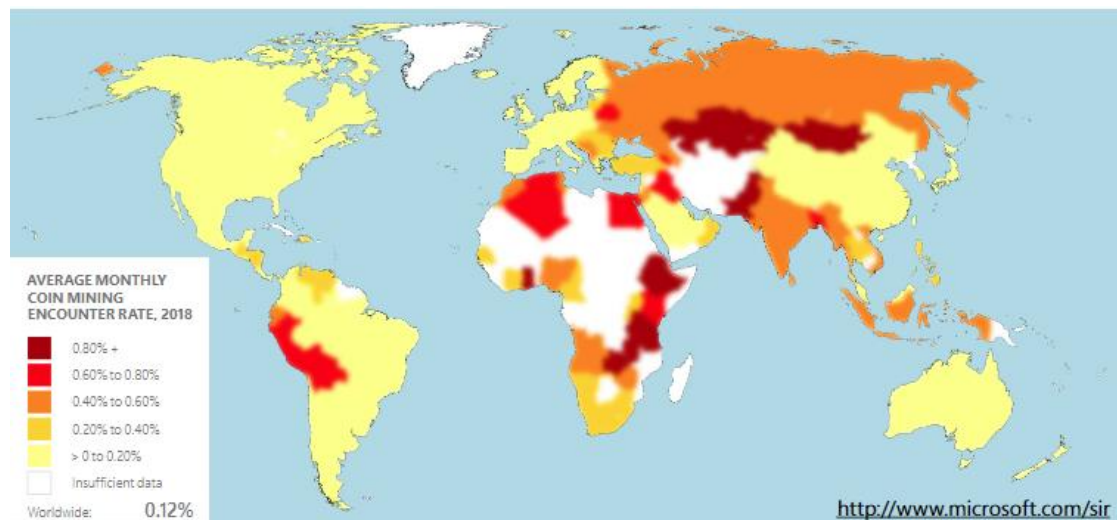 AVERAGE MONTHLY
COIN MINING
ENCOUNTER RATE, 2018
0.80% +
0.60% to 0.80%
0.40% to 0.60%
0.20% to 0.40%
> 0 to 0.20%
Insufficient data
Worldwide: 0.12%
http://www.microsoft.com/sir